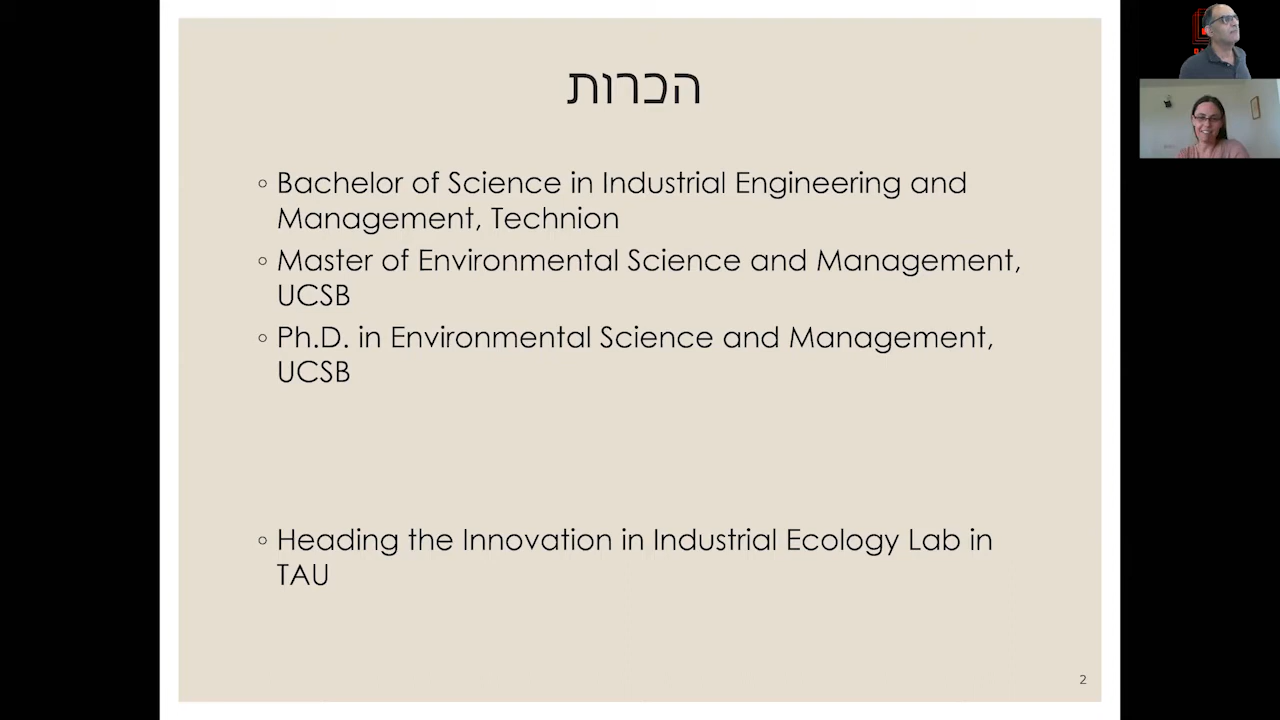 הכרות
◦ Bachelor of Science in Industrial Engineering and
Management, Technion
◦ Master of Environmental Science and Management,
UCSB
◦ Ph.D. in Environmental Science and Management,
UCSB
◦ Heading the Innovation in Industrial Ecology Lab in
TAU
2